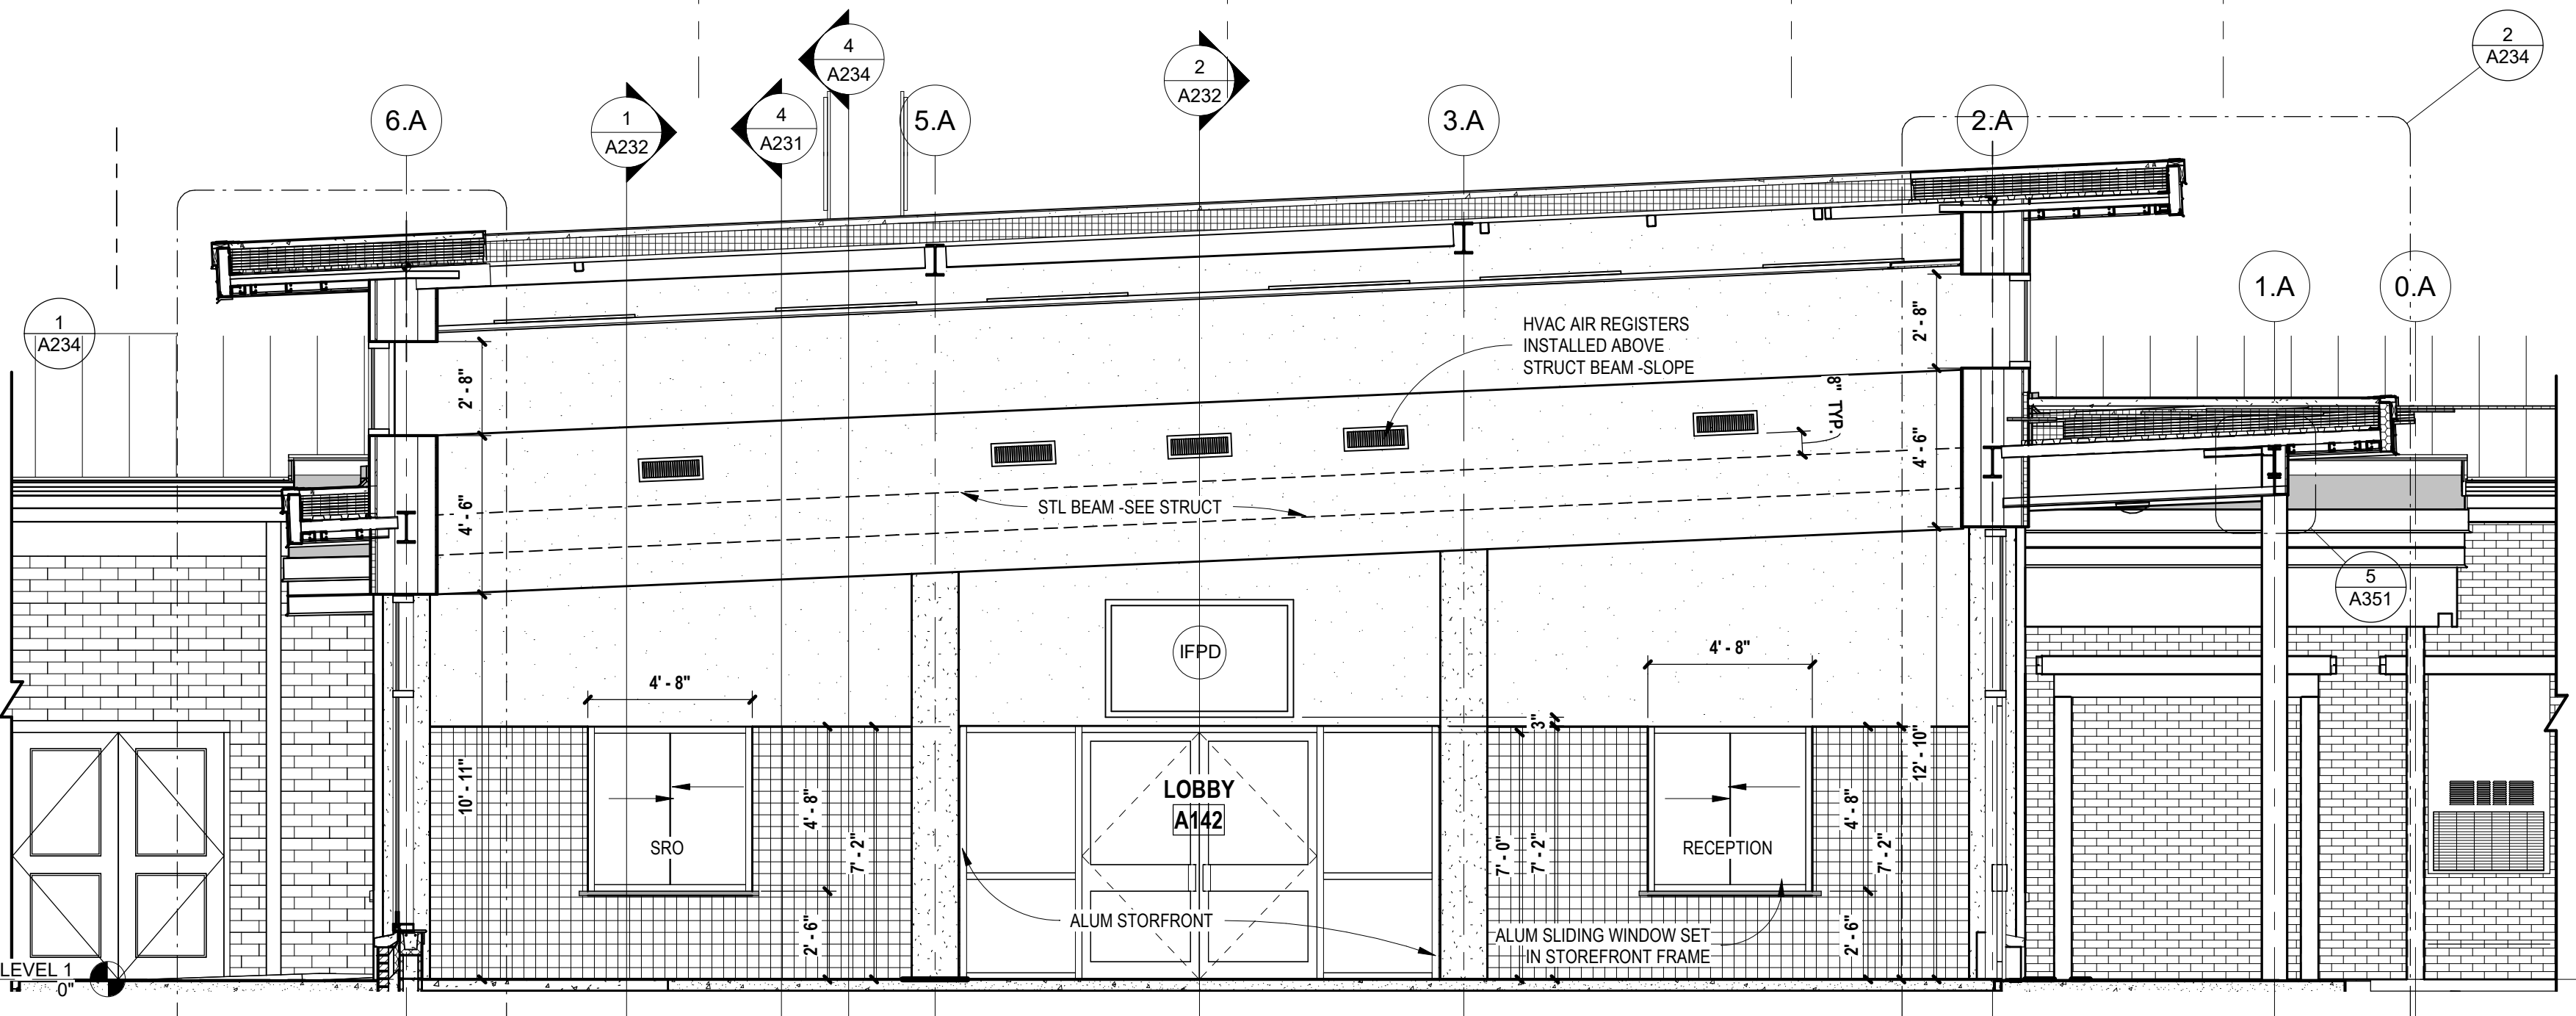 4
A234
2
A232
2
A234
6.A
1
A232
4
A231
5.A
3.A
2.A
1.A
0.A
1
A234
HVAC AIR REGISTERS
INSTALLED ABOVE
STRUCT BEAM -SLOPE
2' - 8"
2' - 8"
8" TYP.
4' - 6"
4' - 6"
STL BEAM -SEE STRUCT
5
A351
IFPD
4' - 8"
4' - 8"
3"
10' - 11"
12' - 10"
LOBBY
A142
4' - 8"
7' - 2"
7' - 0"
7' - 2"
4' - 8"
7' - 2"
SRO
RECEPTION
ALUM STORFRONT
2' - 6"
2' - 6"
ALUM SLIDING WINDOW SET
IN STOREFRONT FRAME
LEVEL 1
0"